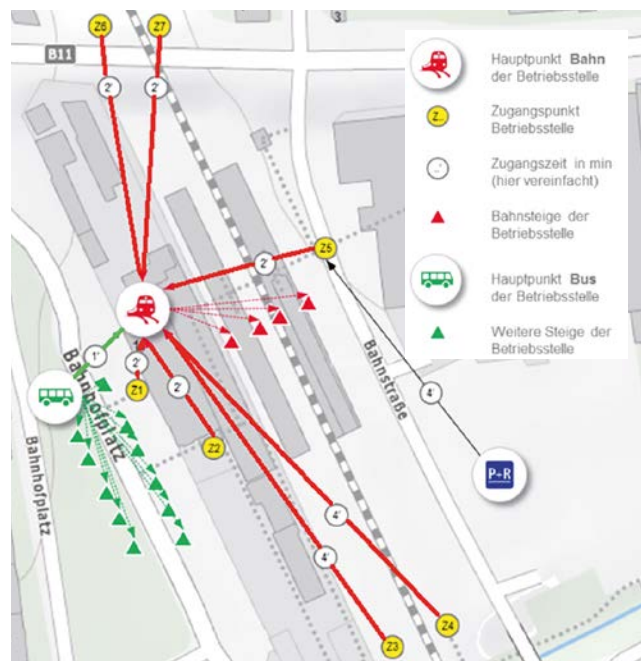 Z6
Z7
3
B11
2'
2'
Hauptpunkt Bahn
der Betriebsstelle
Z..
Zugangspunkt
Betriebsstelle
..'
Zugangszeit in min
(hier vereinfacht)
Bahnsteige der
Betriebsstelle
Hauptpunkt Bus
der Betriebsstelle
Weitere Steige der
Betriebsstelle
Z5
2'
1'
2'
Z1
2'
Z2
Bahnhofplatz
Bahnhofplatz
Bahnstraße
4'
P+R
4'
4'
Z4
Z3